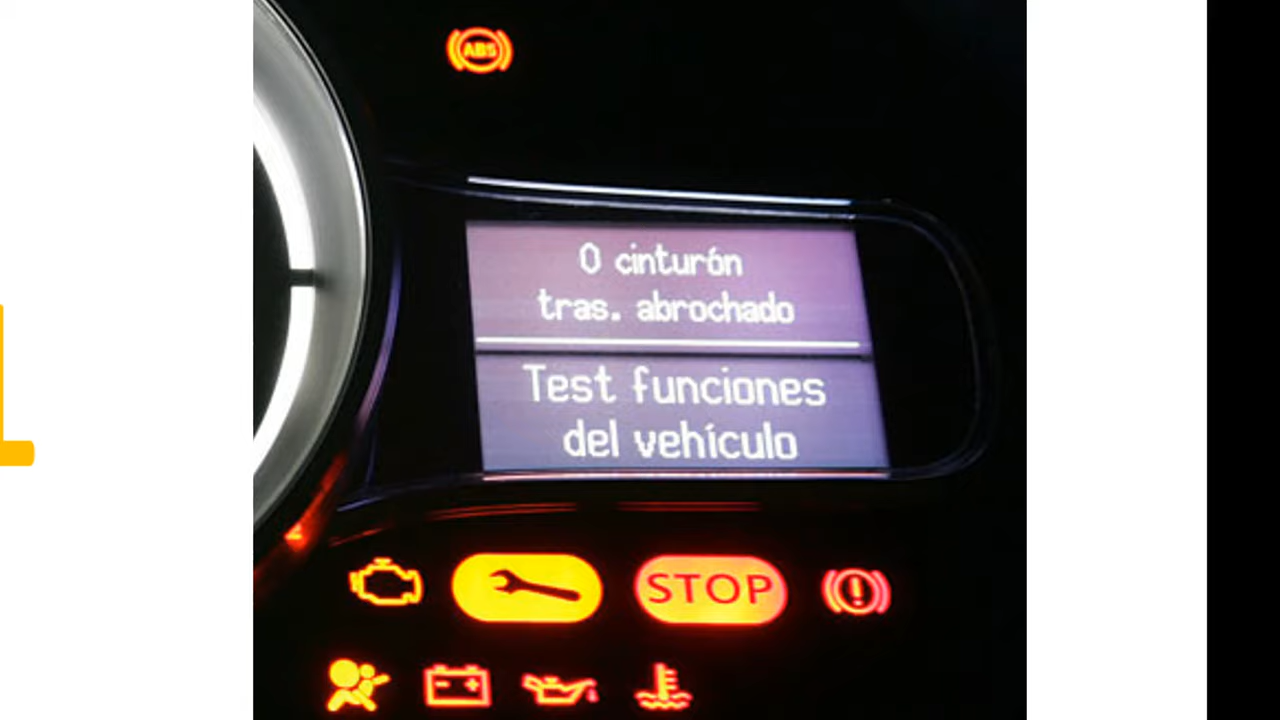 ABS
0 cinturón
tras. abrochado
Test funciones
del vehículo
STOP